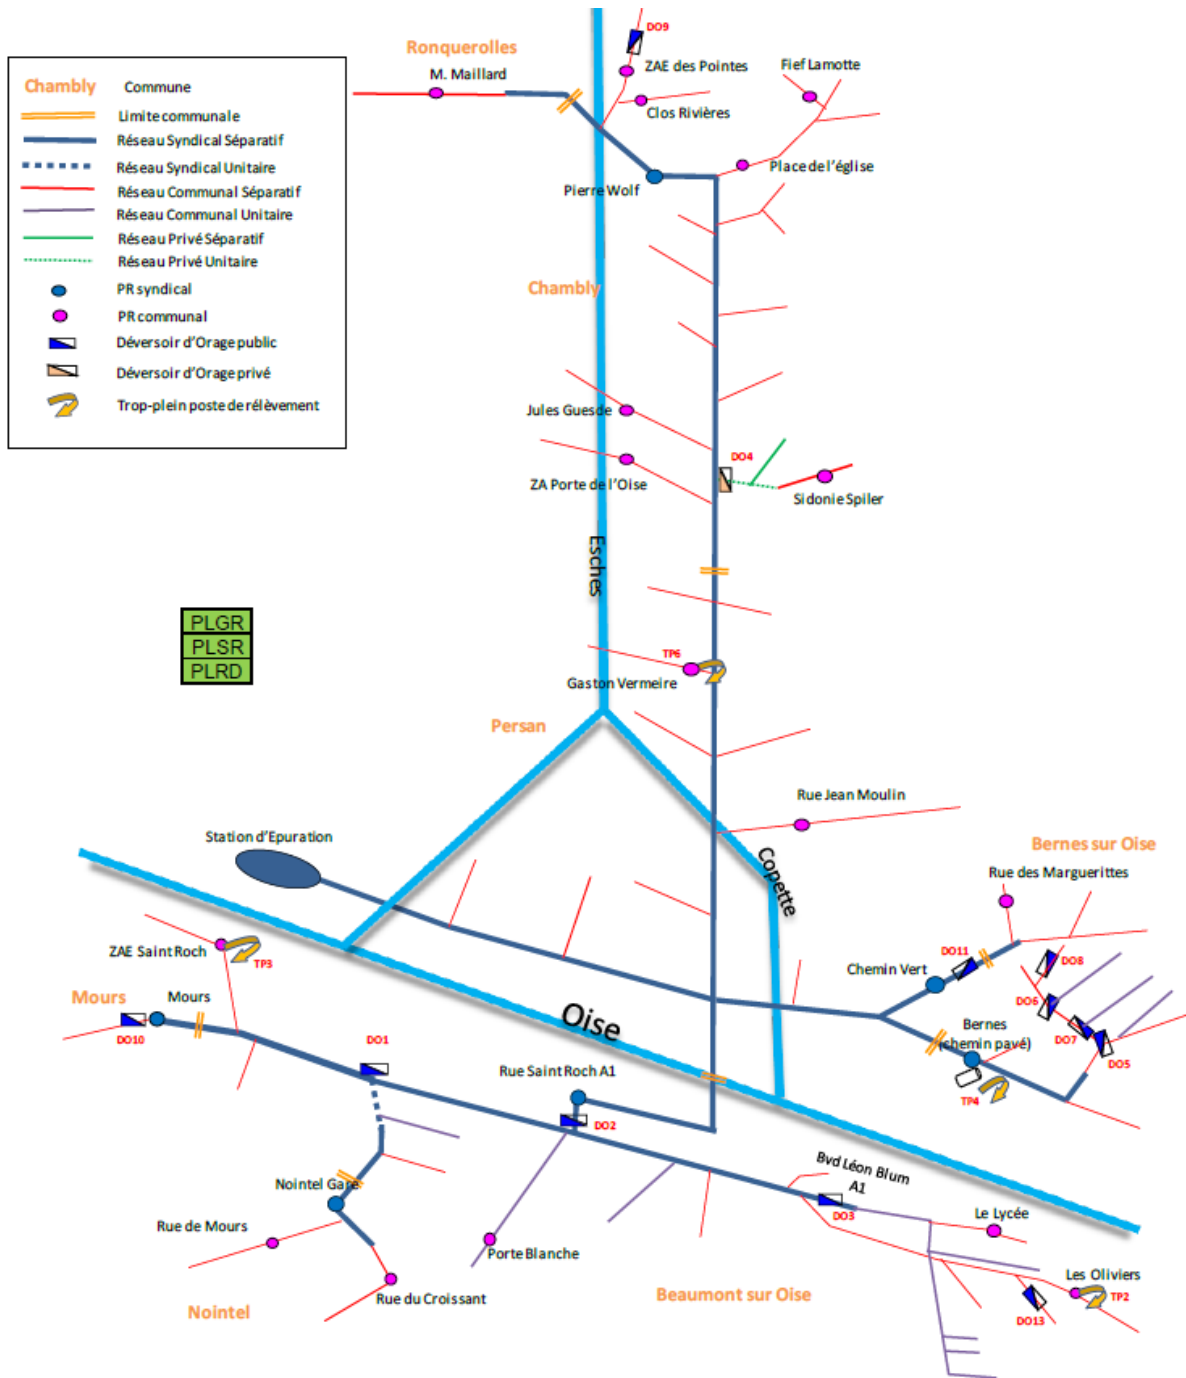 Chambly
Commune
Limite communale
Réseau Syndical Séparatif
Réseau Syndical Unitaire
Réseau Communal Séparatif
Réseau Communal Unitaire
Réseau Privé Séparatif
Réseau Privé Unitaire
PR syndical
PR communal
Déversoir d'Orage public
Déversoir d'Orage privé
Trop-plein poste de rélèvement
Ronquerolles
M. Maillard
DO9
ZAE des Pointes
Clos Rivières
Fief Lamotte
Place de l'église
Pierre Wolf
Chambly
Jules Guesde
ZA Porte de l'Oise
DO4
Sidonie Spiler
Esches
PLGR
PLSR
PLRD
TP6
Gaston Vermeire
Persan
Rue Jean Moulin
Station d'Epuration
Copette
Bernes sur Oise
Rue des Marguerittes
ZAE Saint Roch
TP3
DO11
Chemin Vert
DO8
DO6
DO7
DO5
Bernes
(chemin pavé)
TP4
Mours
Mours
DO10
Oise
DO1
Rue Saint Roch A1
DO2
Bvd Léon Blum
A1
DO3
Le Lycée
Nointel Gare
Rue de Mours
Porte Blanche
Rue du Croissant
Nointel
Beaumont sur Oise
Les Oliviers
TP2
DO13